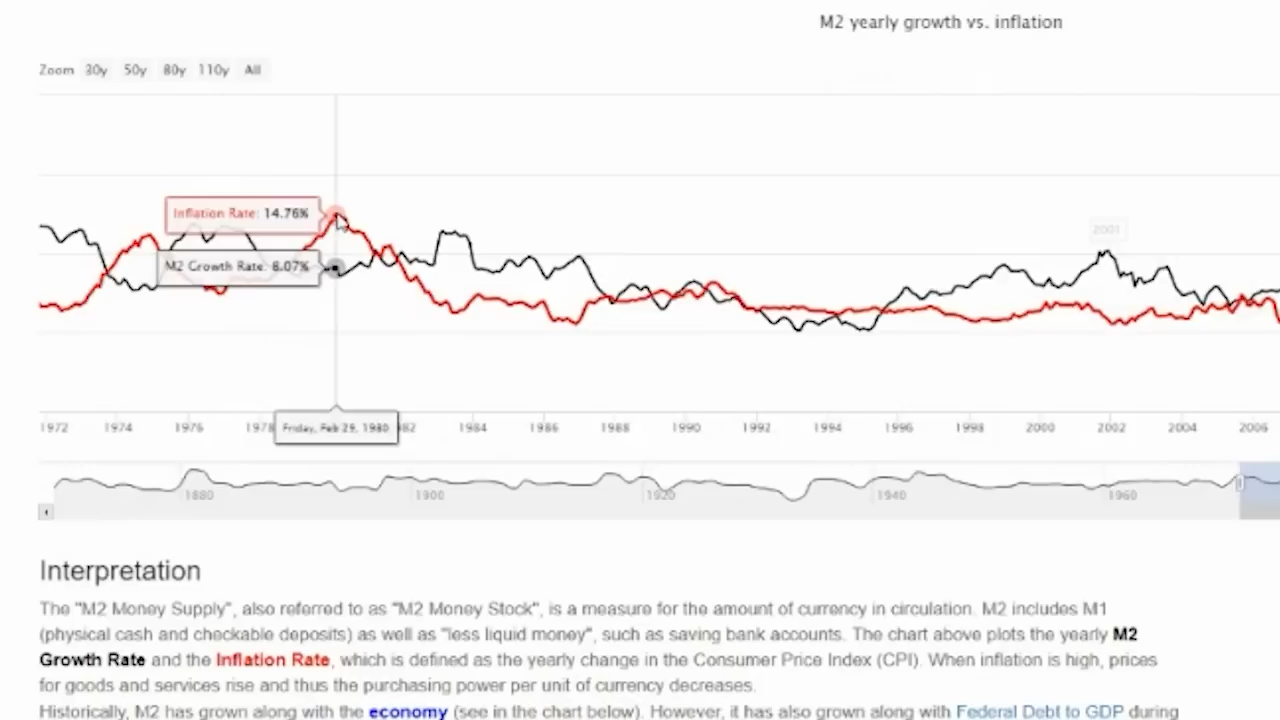 M2 yearly growth vs. inflation
Zoom 30y 50y 80y 110y All
Inflation Rate: 14.76%
2001
M2 Growth Rate: 8.07%
1972 1974 1976 1978 Friday, Feb 29, 1980 82 1984 1986 1988 1990 1992 1994 1996 1998 2000 2002 2004 2006
1880 1900 1920 1940 1960
Interpretation
The "M2 Money Supply", also referred to as "M2 Money Stock", is a measure for the amount of currency in circulation. M2 includes M1
(physical cash and checkable deposits) as well as "less liquid money", such as saving bank accounts. The chart above plots the yearly M2
Growth Rate and the Inflation Rate, which is defined as the yearly change in the Consumer Price Index (CPI). When inflation is high, prices
for goods and services rise and thus the purchasing power per unit of currency decreases.
Historically, M2 has grown along with the economy (see in the chart below). However, it has also grown along with Federal Debt to GDP during